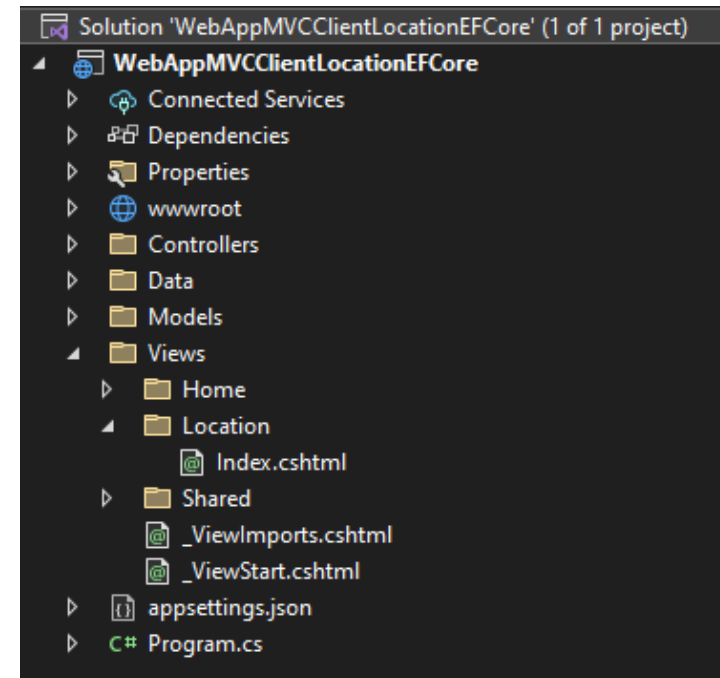 Solution 'WebAppMVCClientLocationEFCore' (1 of 1 project)
WebAppMVCClientLocationEFCore
Connected Services
Dependencies
Properties
wwwroot
Controllers
Data
Models
Views
Home
Location
Index.cshtml
Shared
_ViewImports.cshtml
_ViewStart.cshtml
appsettings.json
C# Program.cs